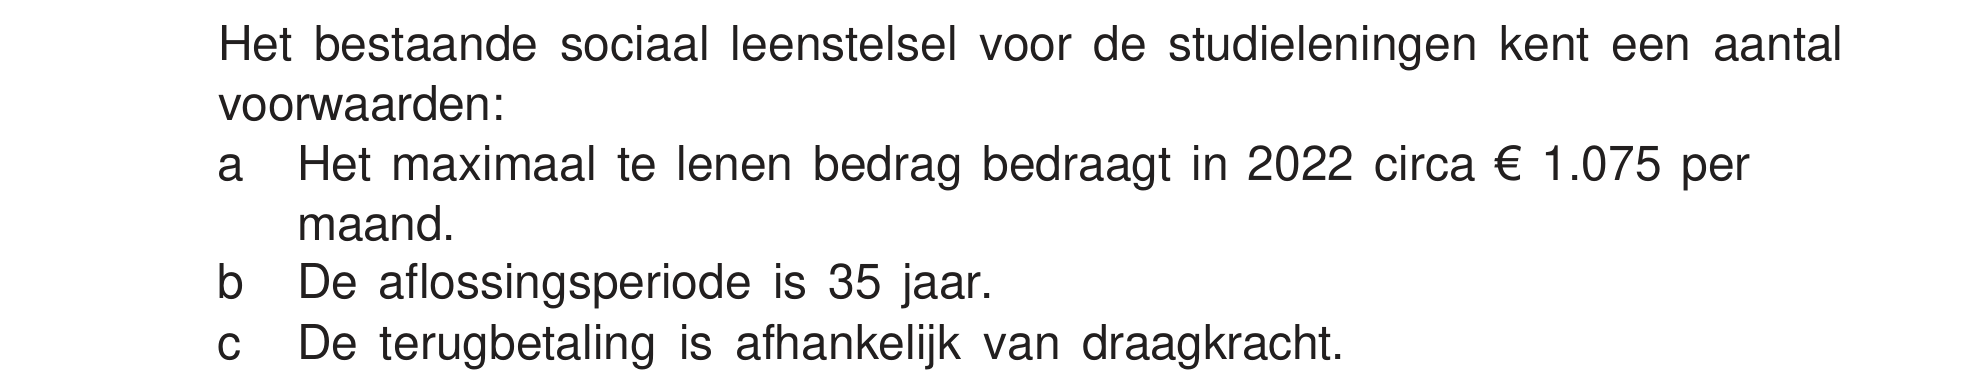 Het bestaande sociaal leenstelsel voor de studieleningen kent een aantal
voorwaarden:
a Het maximaal te lenen bedrag bedraagt in 2022 circa € 1.075 per
maand.
b De aflossingsperiode is 35 jaar.
c De terugbetaling is afhankelijk van draagkracht.